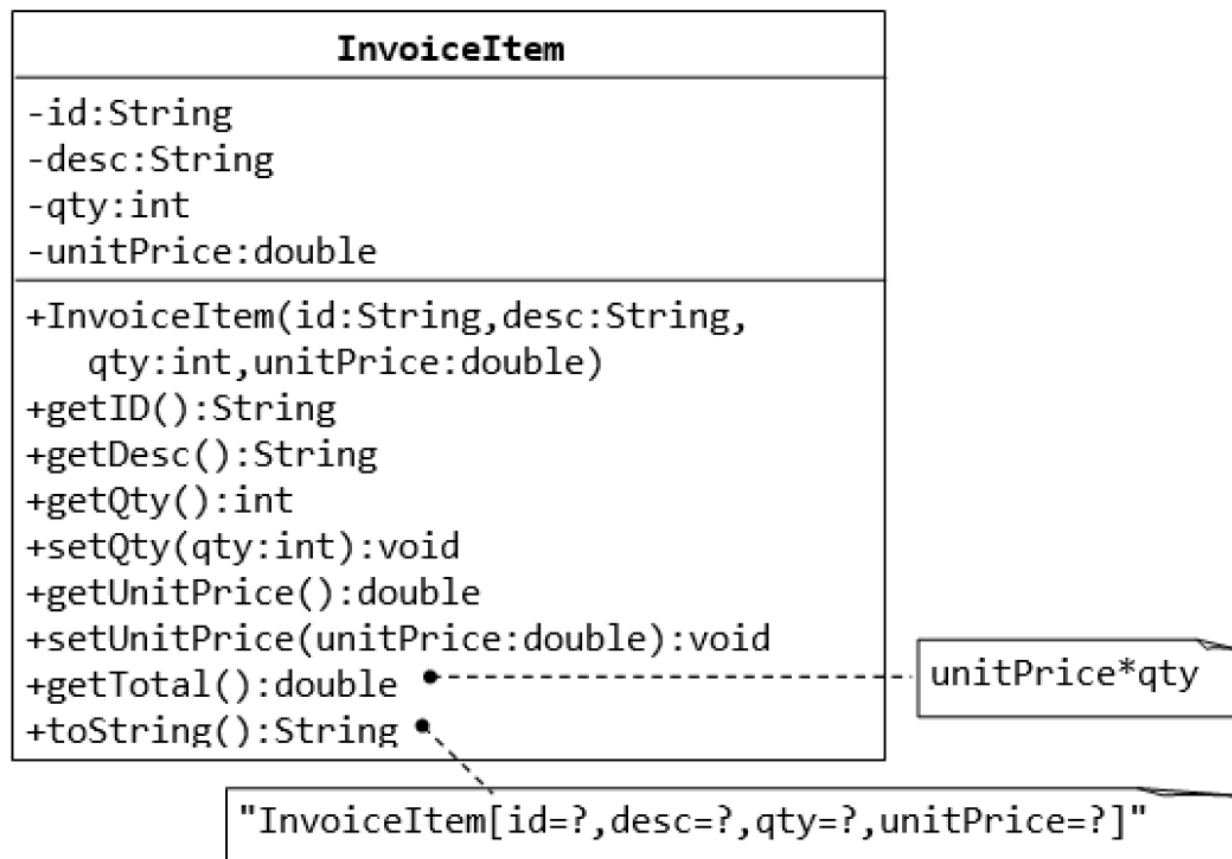 InvoiceItem
-id:String
-desc:String
-qty:int
-unitPrice:double
+InvoiceItem(id:String,desc:String,
qty:int,unitPrice:double)
+getID():String
+getDesc():String
+getQty():int
+setQty(qty:int):void
+getUnitPrice():double
+setUnitPrice(unitPrice:double):void
+getTotal():double
unitPrice*qty
+toString():String
"InvoiceItem[id=?,desc=?,qty=?,unitPrice=?]"